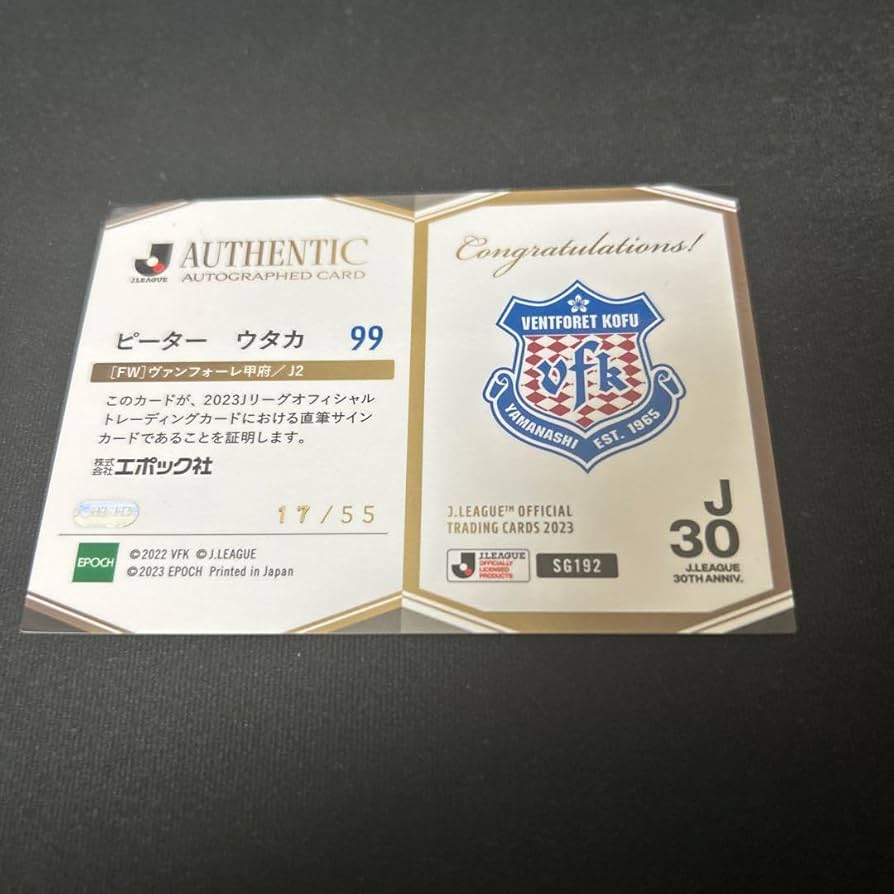 J.LEAGUE
AUTHENTIC
AUTOGRAPHED CARD
ピーター ウタカ 99
[FW]ヴァンフォーレ甲府／J2
このカードが、2023Jリーグオフィシャル
トレーディングカードにおける直筆サイン
カードであることを証明します。
株式会社エポック社
17/55
EPOCH
©2022 VFK ©J.LEAGUE
©2023 EPOCH Printed in Japan
Congratulations!
VENTFORET KOFU
vfk
YAMANASHI EST. 1965
J.LEAGUE™ OFFICIAL
TRADING CARDS 2023
J.LEAGUE
OFFICIALLY
LICENSED
PRODUCTS
SG192
J
30
J.LEAGUE
30TH ANNIV.